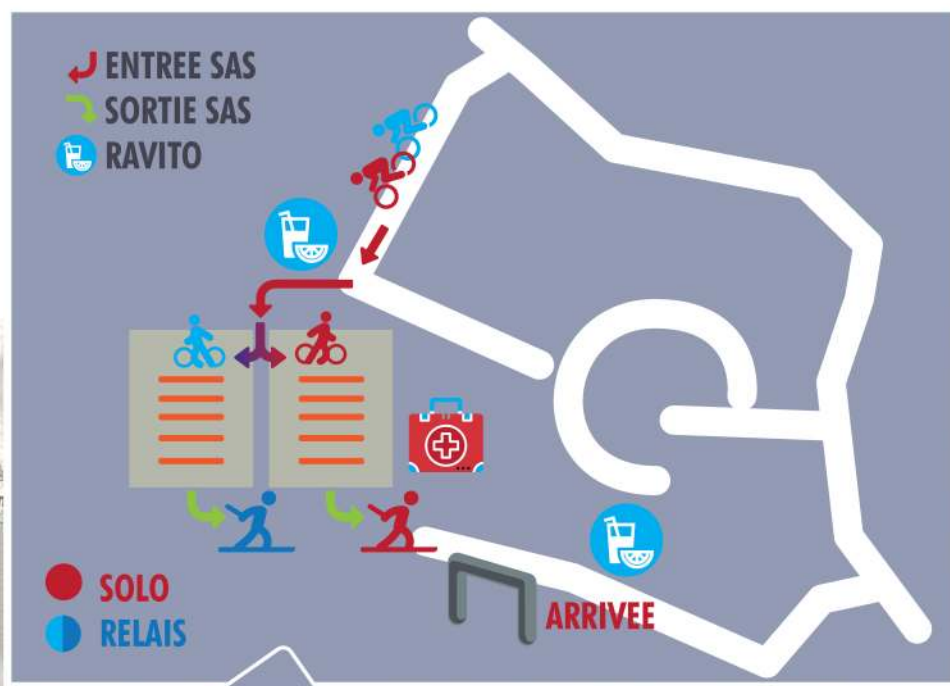 ENTREE SAS
SORTIE SAS
RAVITO
ARRIVEE
SOLO
RELAIS